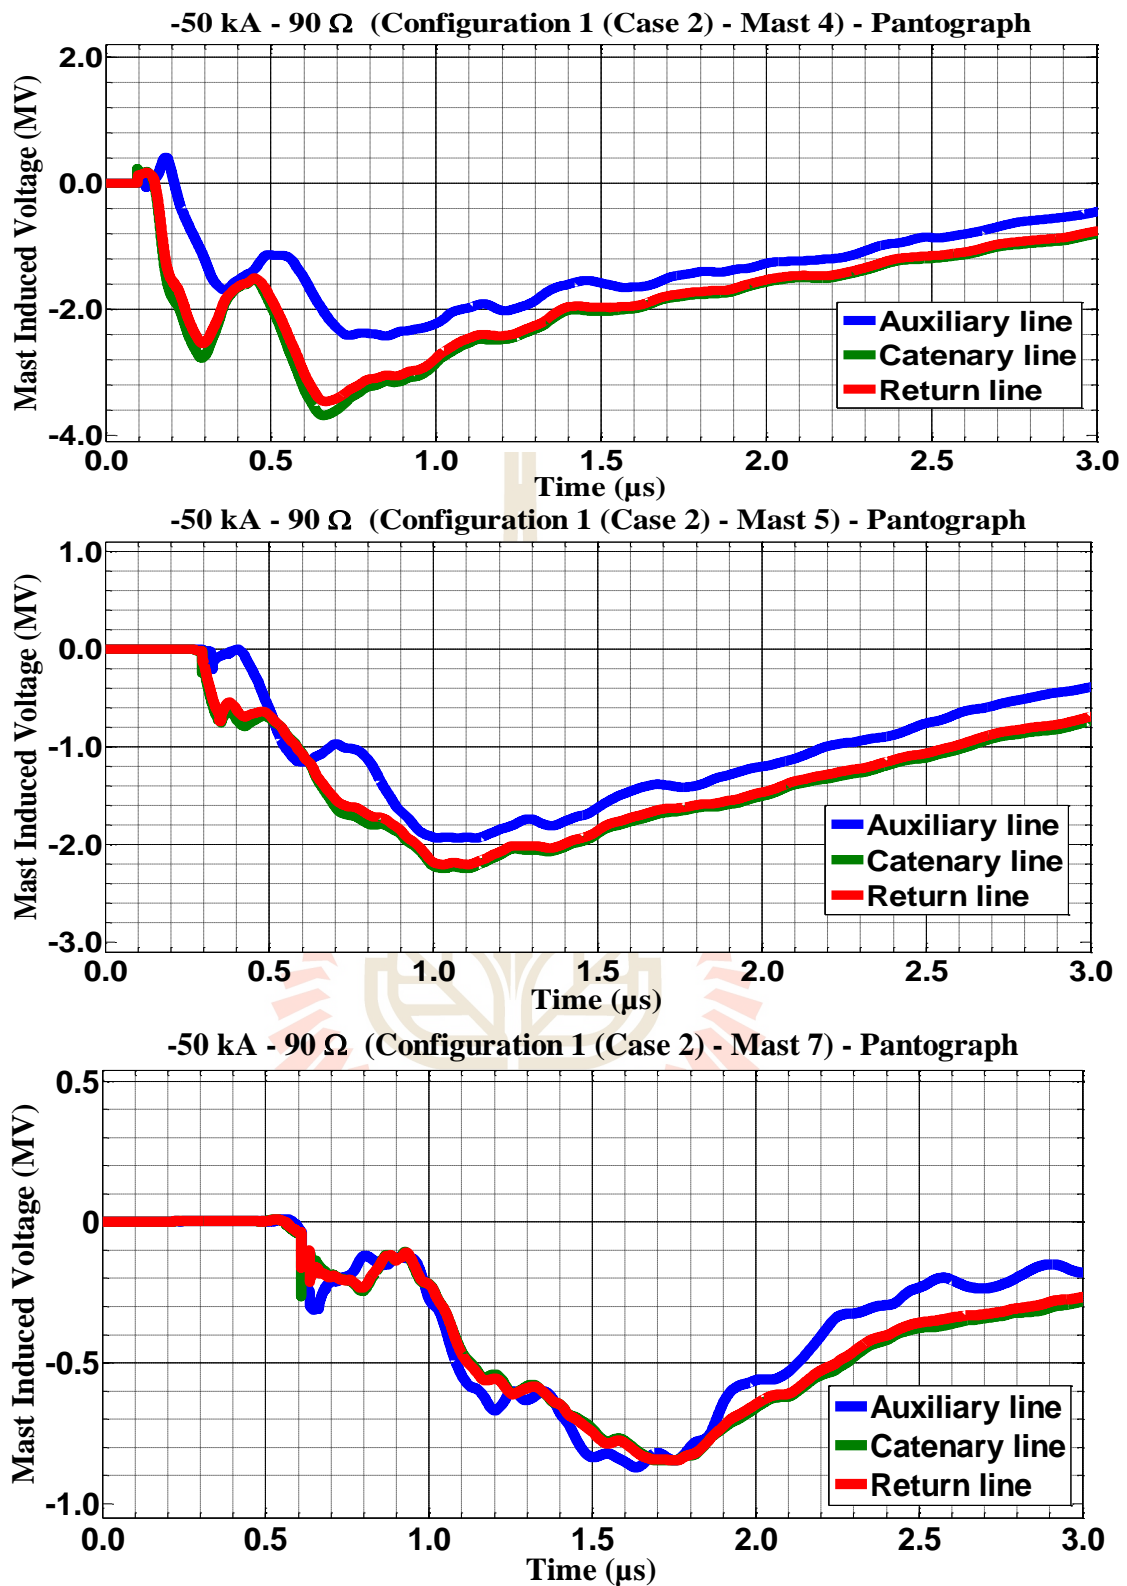 -50 kA - 90 Ω (Configuration 1 (Case 2) - Mast 4) - Pantograph
Mast Induced Voltage (MV)
2.0
0.0
-2.0
-4.0
Auxiliary line
Catenary line
Return line
0.0 0.5 1.0 1.5 2.0 2.5 3.0
Time (µs)
-50 kA - 90 Ω (Configuration 1 (Case 2) - Mast 5) - Pantograph
Mast Induced Voltage (MV)
1.0
0.0
-1.0
-2.0
-3.0
Auxiliary line
Catenary line
Return line
0.0 0.5 1.0 1.5 2.0 2.5 3.0
Time (µs)
-50 kA - 90 Ω (Configuration 1 (Case 2) - Mast 7) - Pantograph
Mast Induced Voltage (MV)
0.5
0
-0.5
-1.0
Auxiliary line
Catenary line
Return line
0.0 0.5 1.0 1.5 2.0 2.5 3.0
Time (µs)